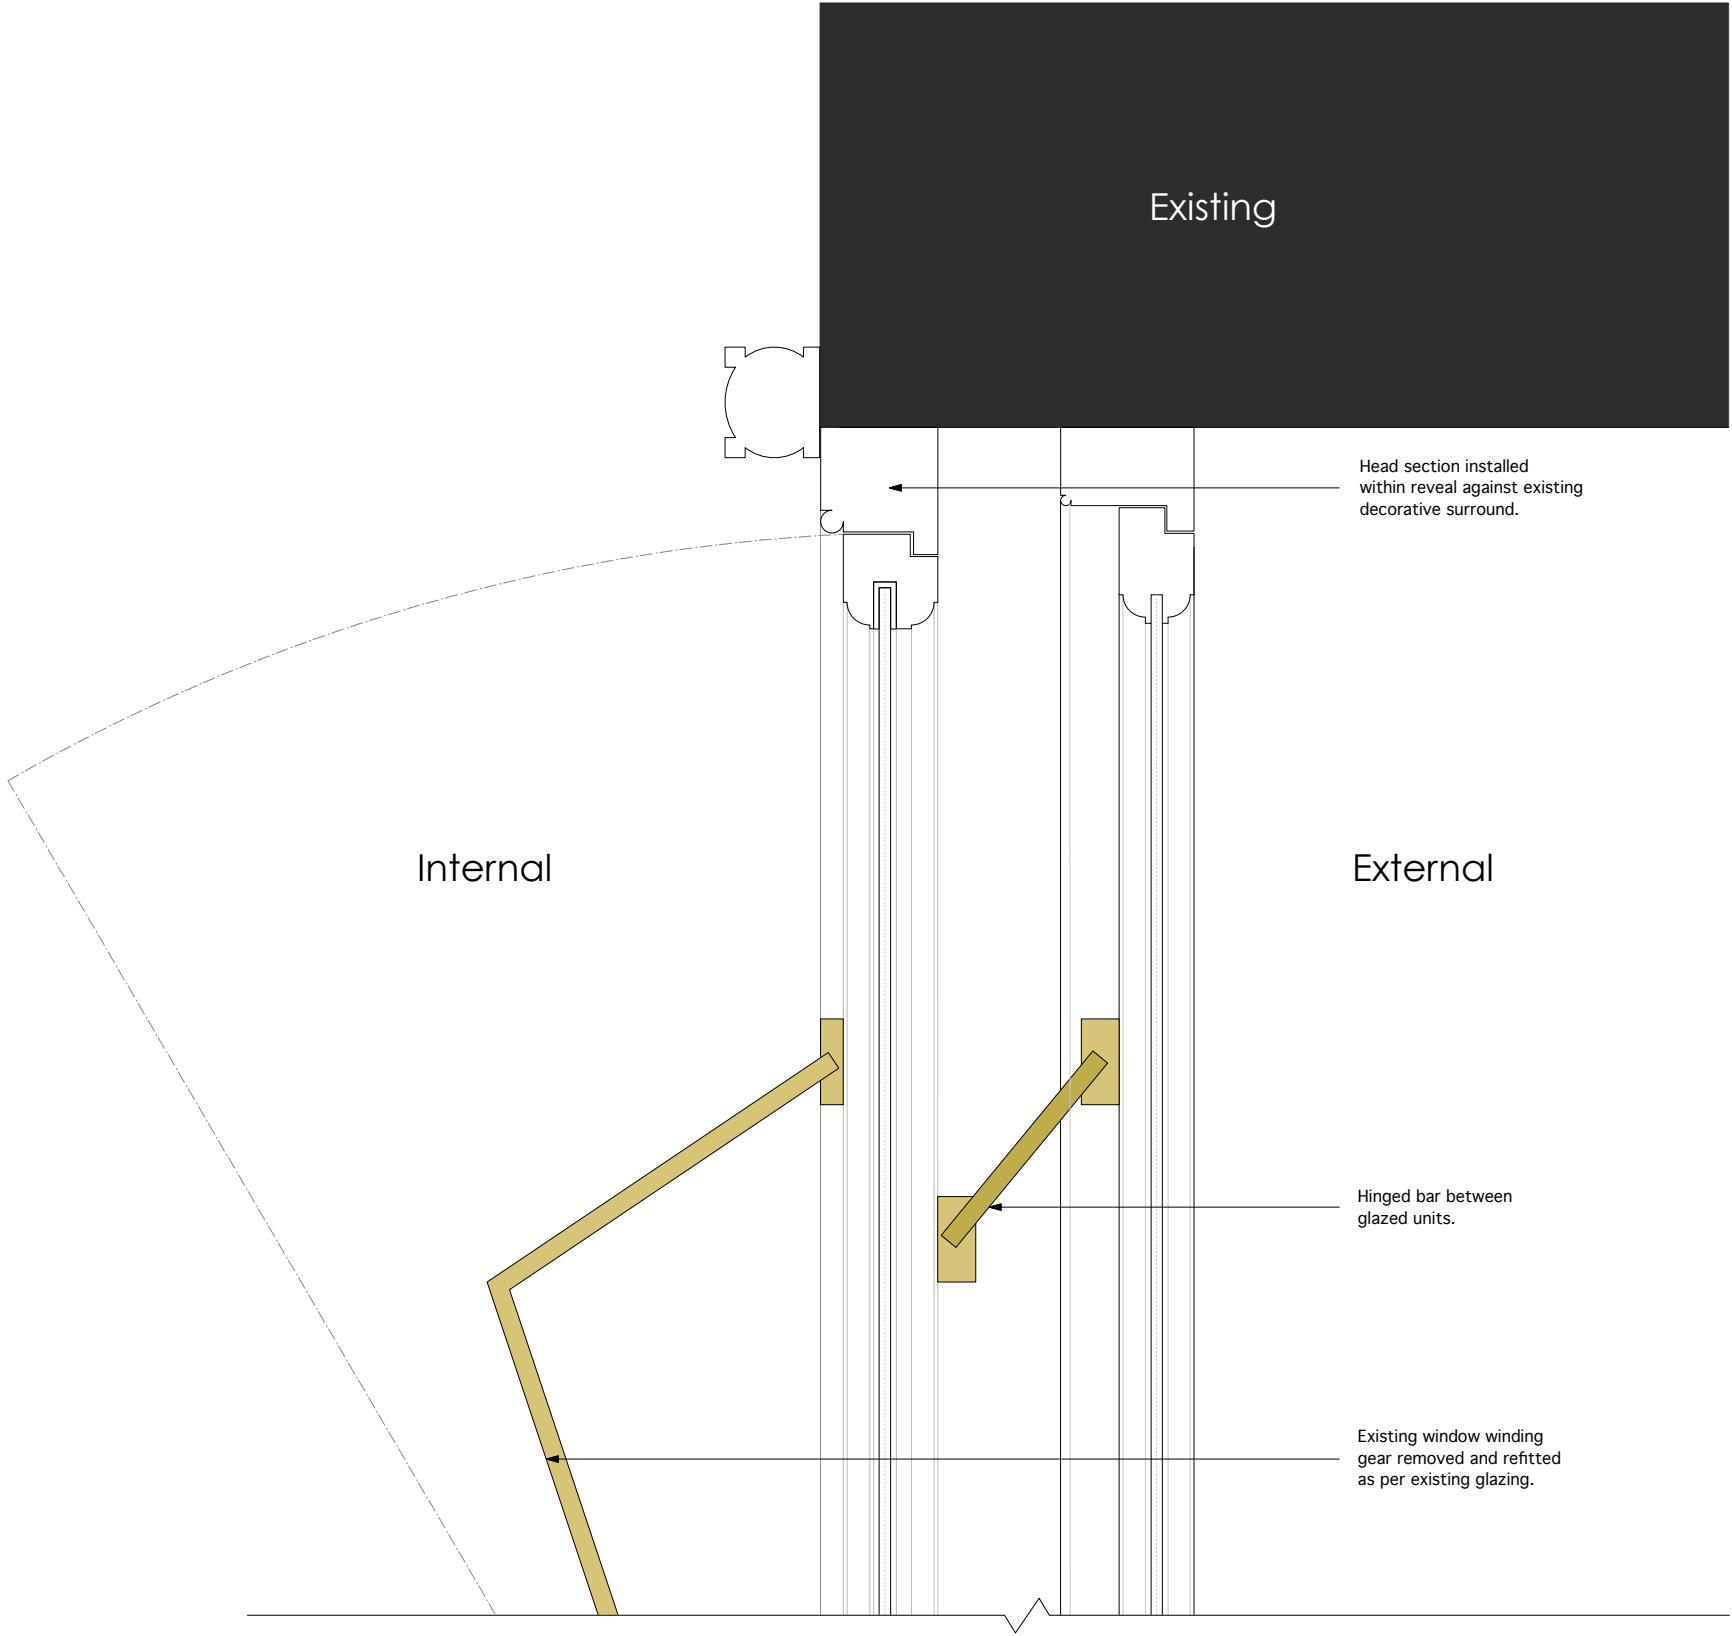 Existing
Head section installed
within reveal against existing
decorative surround.
Internal
External
Hinged bar between
glazed units.
Existing window winding
gear removed and refitted
as per existing glazing.